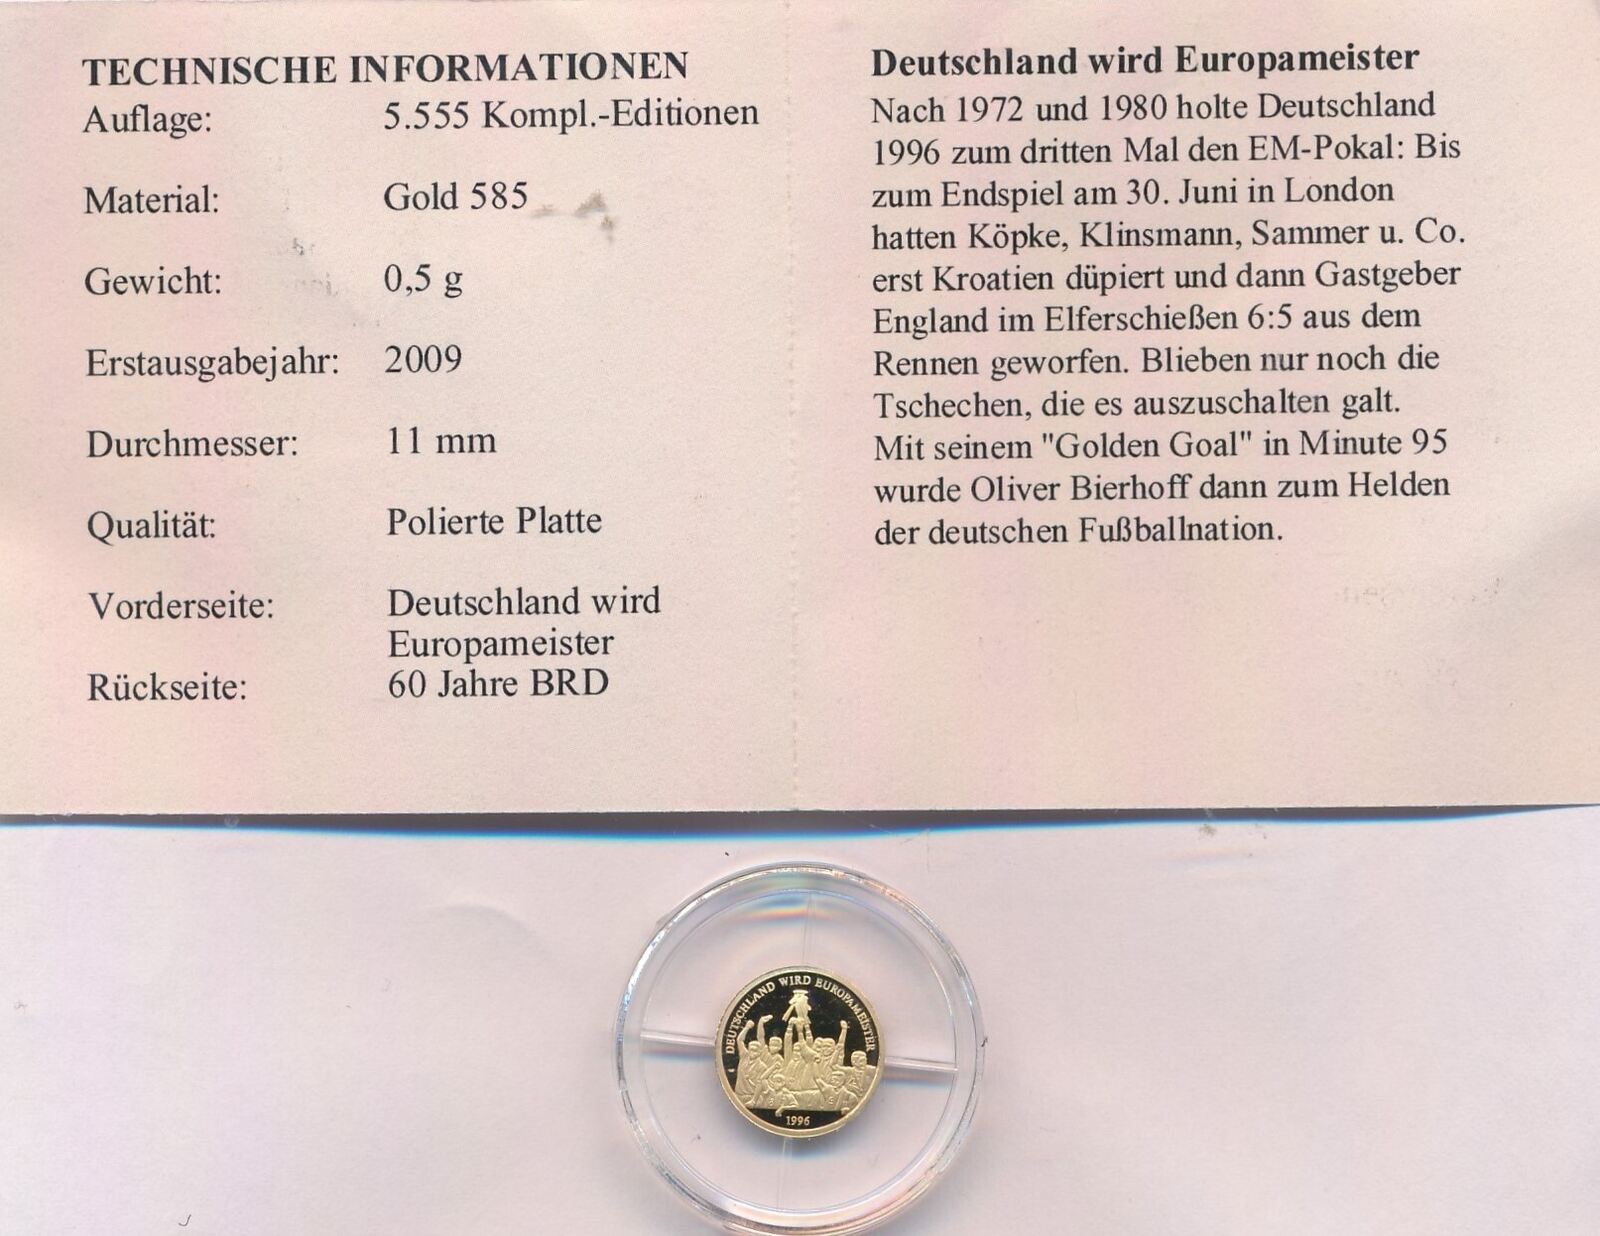 TECHNISCHE INFORMATIONEN
Auflage: 5.555 Kompl.-Editionen
Material: Gold 585
Gewicht: 0,5 g
Erstausgabejahr: 2009
Durchmesser: 11 mm
Qualität: Polierte Platte
Vorderseite: Deutschland wird
Europameister
Rückseite: 60 Jahre BRD
Deutschland wird Europameister
Nach 1972 und 1980 holte Deutschland
1996 zum dritten Mal den EM-Pokal: Bis
zum Endspiel am 30. Juni in London
hatten Köpke, Klinsmann, Sammer u. Co.
erst Kroatien düpiert und dann Gastgeber
England im Elferschießen 6:5 aus dem
Rennen geworfen. Blieben nur noch die
Tschechen, die es auszuschalten galt.
Mit seinem "Golden Goal" in Minute 95
wurde Oliver Bierhoff dann zum Helden
der deutschen Fußballnation.
DEUTSCHLAND WIRD EUROPAMEISTER
1996